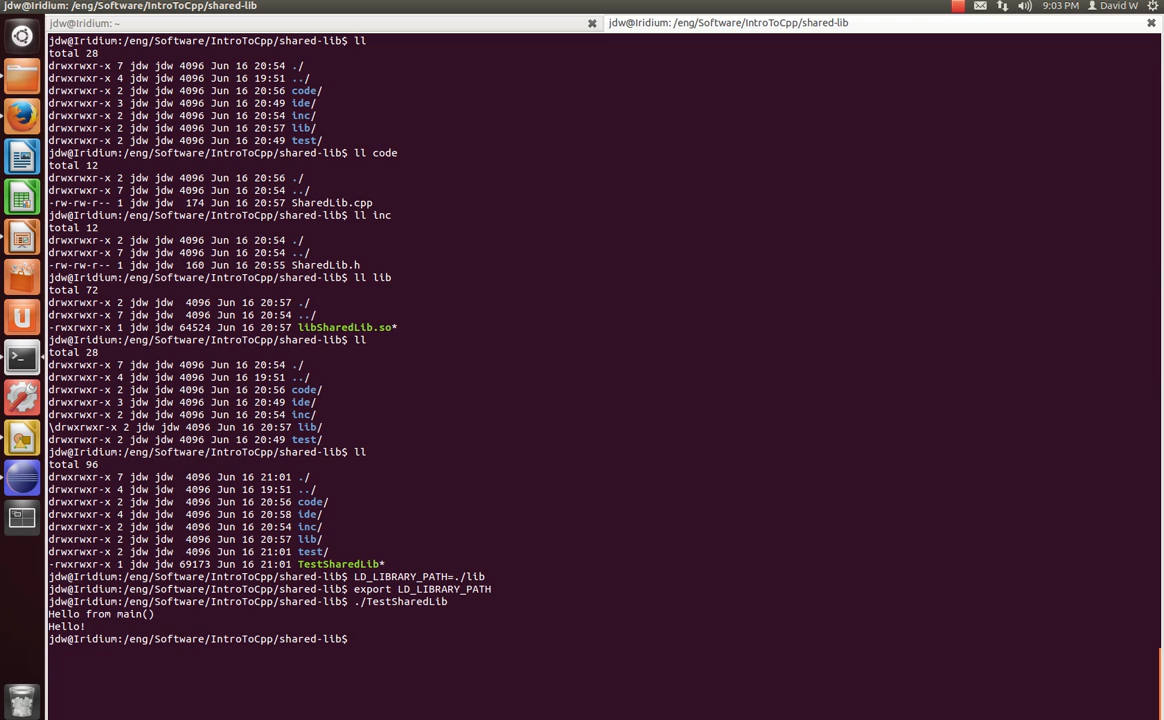 jdw@Iridium: /eng/Software/IntroToCpp/shared-lib
9:03 PM
David W
jdw@Iridium: ~
jdw@Iridium: /eng/Software/IntroToCpp/shared-lib
jdw@Iridium:/eng/Software/IntroToCpp/shared-lib$ ll
total 28
drwxrwxr-x 7 jdw jdw 4096 Jun 16 20:54 ./
drwxrwxr-x 4 jdw jdw 4096 Jun 16 19:51 ../
drwxrwxr-x 2 jdw jdw 4096 Jun 16 20:56 code/
drwxrwxr-x 3 jdw jdw 4096 Jun 16 20:49 ide/
drwxrwxr-x 2 jdw jdw 4096 Jun 16 20:54 inc/
drwxrwxr-x 2 jdw jdw 4096 Jun 16 20:57 lib/
drwxrwxr-x 2 jdw jdw 4096 Jun 16 20:49 test/
jdw@Iridium:/eng/Software/IntroToCpp/shared-lib$ ll code
total 12
drwxrwxr-x 2 jdw jdw 4096 Jun 16 20:56 ./
drwxrwxr-x 7 jdw jdw 4096 Jun 16 20:54 ../
-rw-rw-r-- 1 jdw jdw  174 Jun 16 20:57 SharedLib.cpp
jdw@Iridium:/eng/Software/IntroToCpp/shared-lib$ ll inc
total 12
drwxrwxr-x 2 jdw jdw 4096 Jun 16 20:54 ./
drwxrwxr-x 7 jdw jdw 4096 Jun 16 20:54 ../
-rw-rw-r-- 1 jdw jdw  160 Jun 16 20:55 SharedLib.h
jdw@Iridium:/eng/Software/IntroToCpp/shared-lib$ ll lib
total 72
drwxrwxr-x 2 jdw jdw  4096 Jun 16 20:57 ./
drwxrwxr-x 7 jdw jdw  4096 Jun 16 20:54 ../
-rwxrwxr-x 1 jdw jdw 64524 Jun 16 20:57 libSharedLib.so*
jdw@Iridium:/eng/Software/IntroToCpp/shared-lib$ ll
total 28
drwxrwxr-x 7 jdw jdw 4096 Jun 16 20:54 ./
drwxrwxr-x 4 jdw jdw 4096 Jun 16 19:51 ../
drwxrwxr-x 2 jdw jdw 4096 Jun 16 20:56 code/
drwxrwxr-x 3 jdw jdw 4096 Jun 16 20:49 ide/
drwxrwxr-x 2 jdw jdw 4096 Jun 16 20:54 inc/
\drwxrwxr-x 2 jdw jdw 4096 Jun 16 20:57 lib/
drwxrwxr-x 2 jdw jdw 4096 Jun 16 20:49 test/
jdw@Iridium:/eng/Software/IntroToCpp/shared-lib$ ll
total 96
drwxrwxr-x 7 jdw jdw  4096 Jun 16 21:01 ./
drwxrwxr-x 4 jdw jdw  4096 Jun 16 19:51 ../
drwxrwxr-x 2 jdw jdw  4096 Jun 16 20:56 code/
drwxrwxr-x 4 jdw jdw  4096 Jun 16 20:58 ide/
drwxrwxr-x 2 jdw jdw  4096 Jun 16 20:54 inc/
drwxrwxr-x 2 jdw jdw  4096 Jun 16 20:57 lib/
drwxrwxr-x 2 jdw jdw  4096 Jun 16 21:01 test/
-rwxrwxr-x 1 jdw jdw 69173 Jun 16 21:01 TestSharedLib*
jdw@Iridium:/eng/Software/IntroToCpp/shared-lib$ LD_LIBRARY_PATH=./lib
jdw@Iridium:/eng/Software/IntroToCpp/shared-lib$ export LD_LIBRARY_PATH
jdw@Iridium:/eng/Software/IntroToCpp/shared-lib$ ./TestSharedLib
Hello from main()
Hello!
jdw@Iridium:/eng/Software/IntroToCpp/shared-lib$